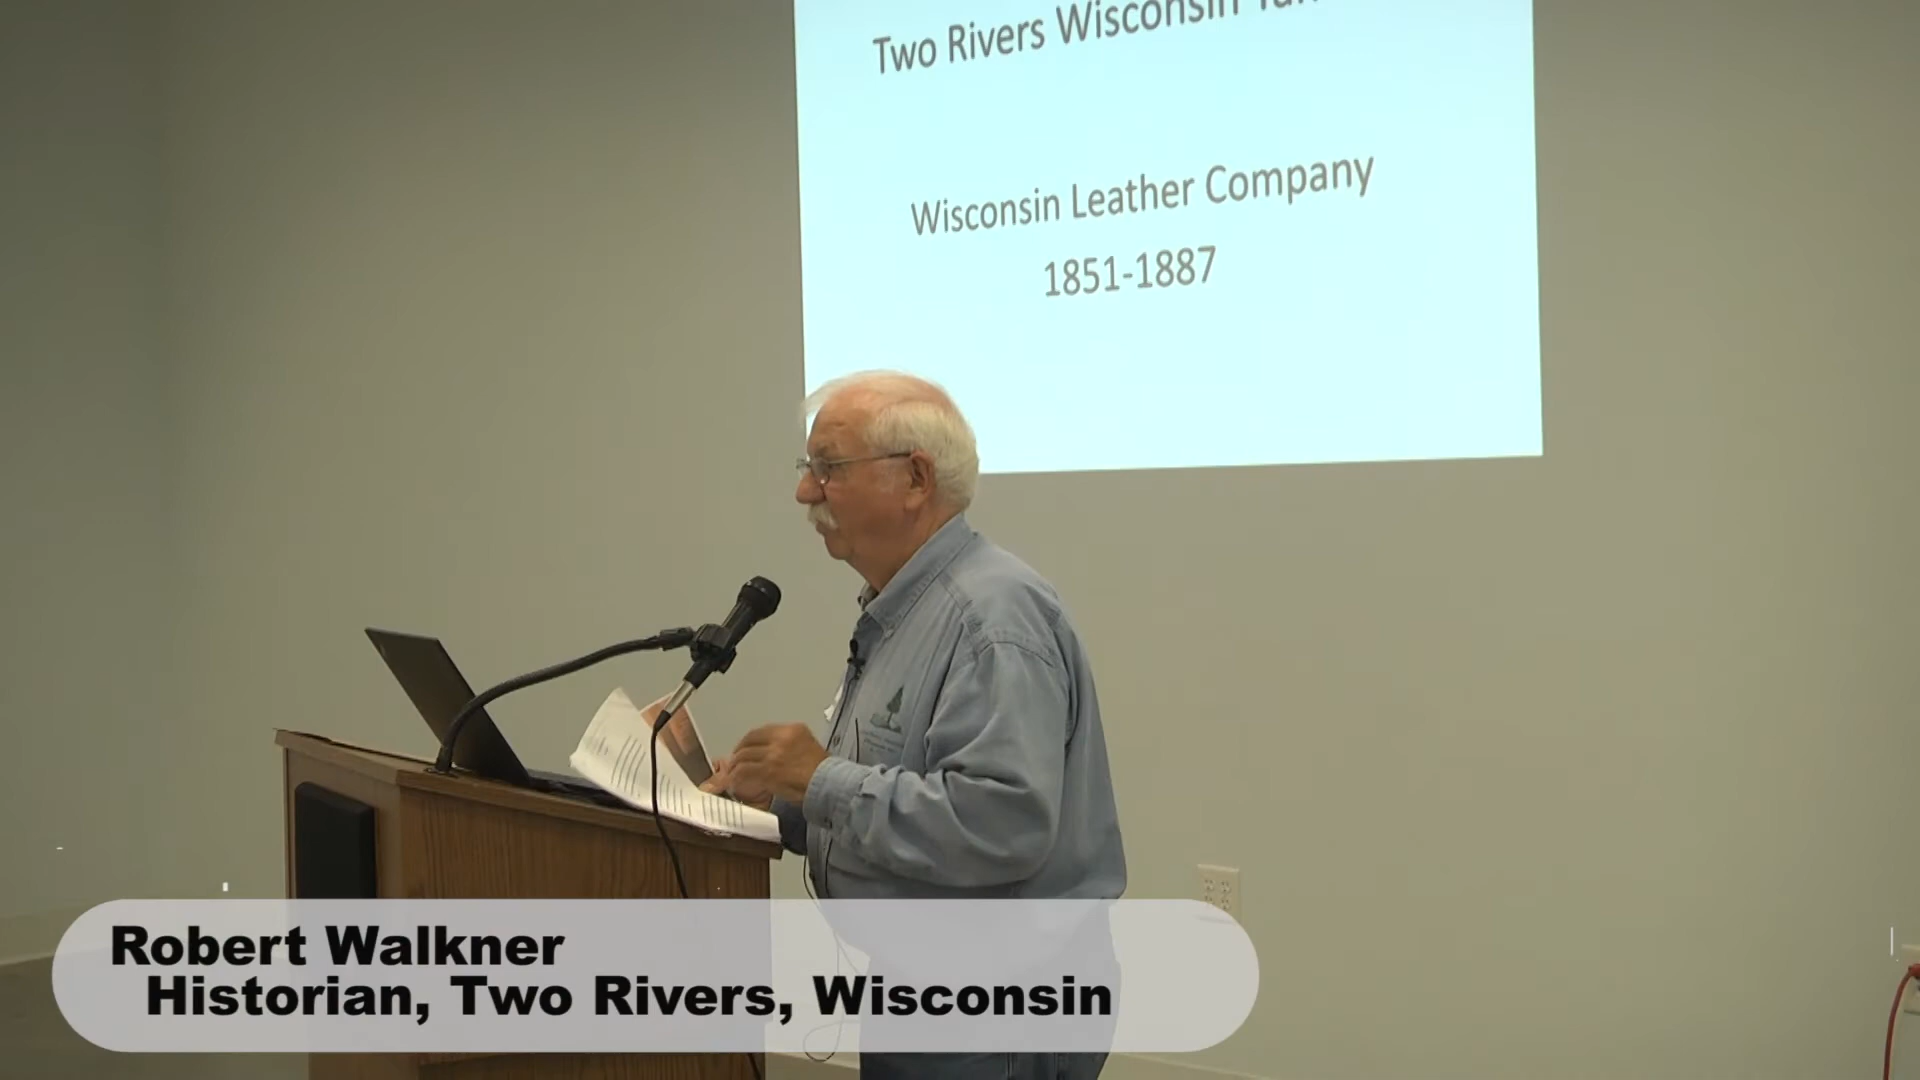 Two Rivers Wisconsin
Wisconsin Leather Company
1851-1887
Robert Walkner
Historian, Two Rivers, Wisconsin